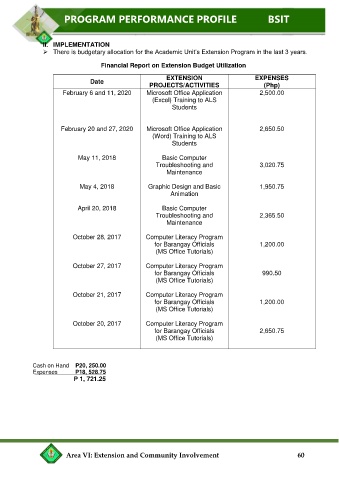 PROGRAM PERFORMANCE PROFILE BSIT
II. IMPLEMENTATION
➢ There is budgetary allocation for the Academic Unit's Extension Program in the last 3 years.
Financial Report on Extension Budget Utilization
Date EXTENSION PROJECTS/ACTIVITIES EXPENSES (Php)
February 6 and 11, 2020 Microsoft Office Application 2,500.00
(Excel) Training to ALS
Students
February 20 and 27, 2020 Microsoft Office Application 2,650.50
(Word) Training to ALS
Students
May 11, 2018 Basic Computer
Troubleshooting and 3,020.75
Maintenance
May 4, 2018 Graphic Design and Basic 1,950.75
Animation
April 20, 2018 Basic Computer
Troubleshooting and 2,365.50
Maintenance
October 28, 2017 Computer Literacy Program
for Barangay Officials 1,200.00
(MS Office Tutorials)
October 27, 2017 Computer Literacy Program
for Barangay Officials 990.50
(MS Office Tutorials)
October 21, 2017 Computer Literacy Program
for Barangay Officials 1,200.00
(MS Office Tutorials)
October 20, 2017 Computer Literacy Program
for Barangay Officials 2,650.75
(MS Office Tutorials)
Cash on Hand P20, 250.00
Expenses P18, 528.75
P 1, 721.25
Area VI: Extension and Community Involvement 60